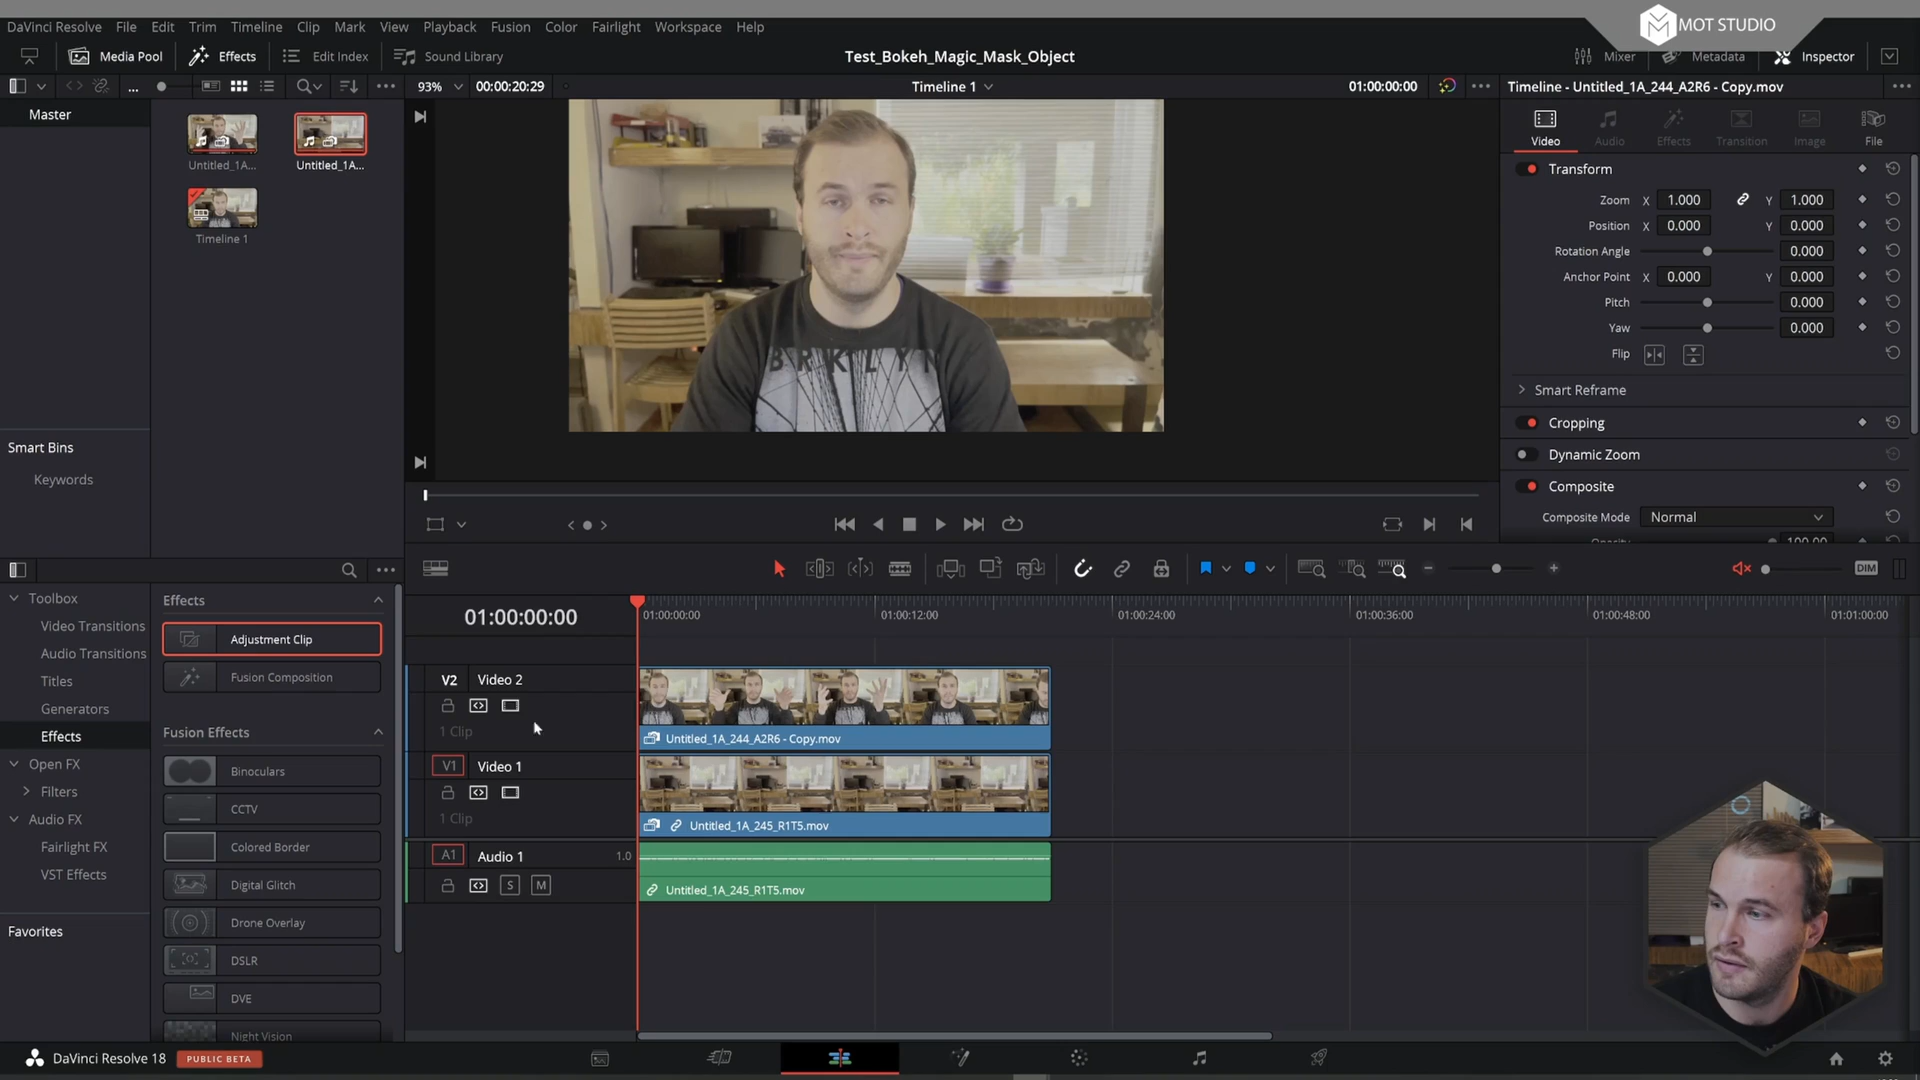 DaVinci Resolve File Edit Trim Timeline Clip Mark View Playback Fusion Color Fairlight Workspace Help
MOT STUDIO
Media Pool Effects Edit Index Sound Library
Test_Bokeh_Magic_Mask_Object
Mixer Metadata Inspector
93% 00:00:20:29
Timeline 1
01:00:00:00
Timeline - Untitled_1A_244_A2R6 - Copy.mov
Master
Untitled_1A...
Untitled_1A...
Timeline 1
Smart Bins
Keywords
BRKLYN
Video Audio Effects Transition Image File
Transform
Zoom X 1.000 Y 1.000
Position X 0.000 Y 0.000
Rotation Angle 0.000
Anchor Point X 0.000 Y 0.000
Pitch 0.000
Yaw 0.000
Flip
Smart Reframe
Cropping
Dynamic Zoom
Composite
Composite Mode Normal
Opacity 100.00
DIM
Toolbox
Video Transitions
Audio Transitions
Titles
Generators
Effects
Open FX
Filters
Audio FX
Fairlight FX
VST Effects
Favorites
Effects
Adjustment Clip
Fusion Composition
Fusion Effects
Binoculars
CCTV
Colored Border
Digital Glitch
Drone Overlay
DSLR
DVE
Night Vision
01:00:00:00
01:00:00:00 01:00:12:00 01:00:24:00 01:00:36:00 01:00:48:00 01:01:00:00
V2 Video 2
1 Clip
Untitled_1A_244_A2R6 - Copy.mov
V1 Video 1
1 Clip
Untitled_1A_245_R1T5.mov
A1 Audio 1 1.0
S M
Untitled_1A_245_R1T5.mov
DaVinci Resolve 18 PUBLIC BETA